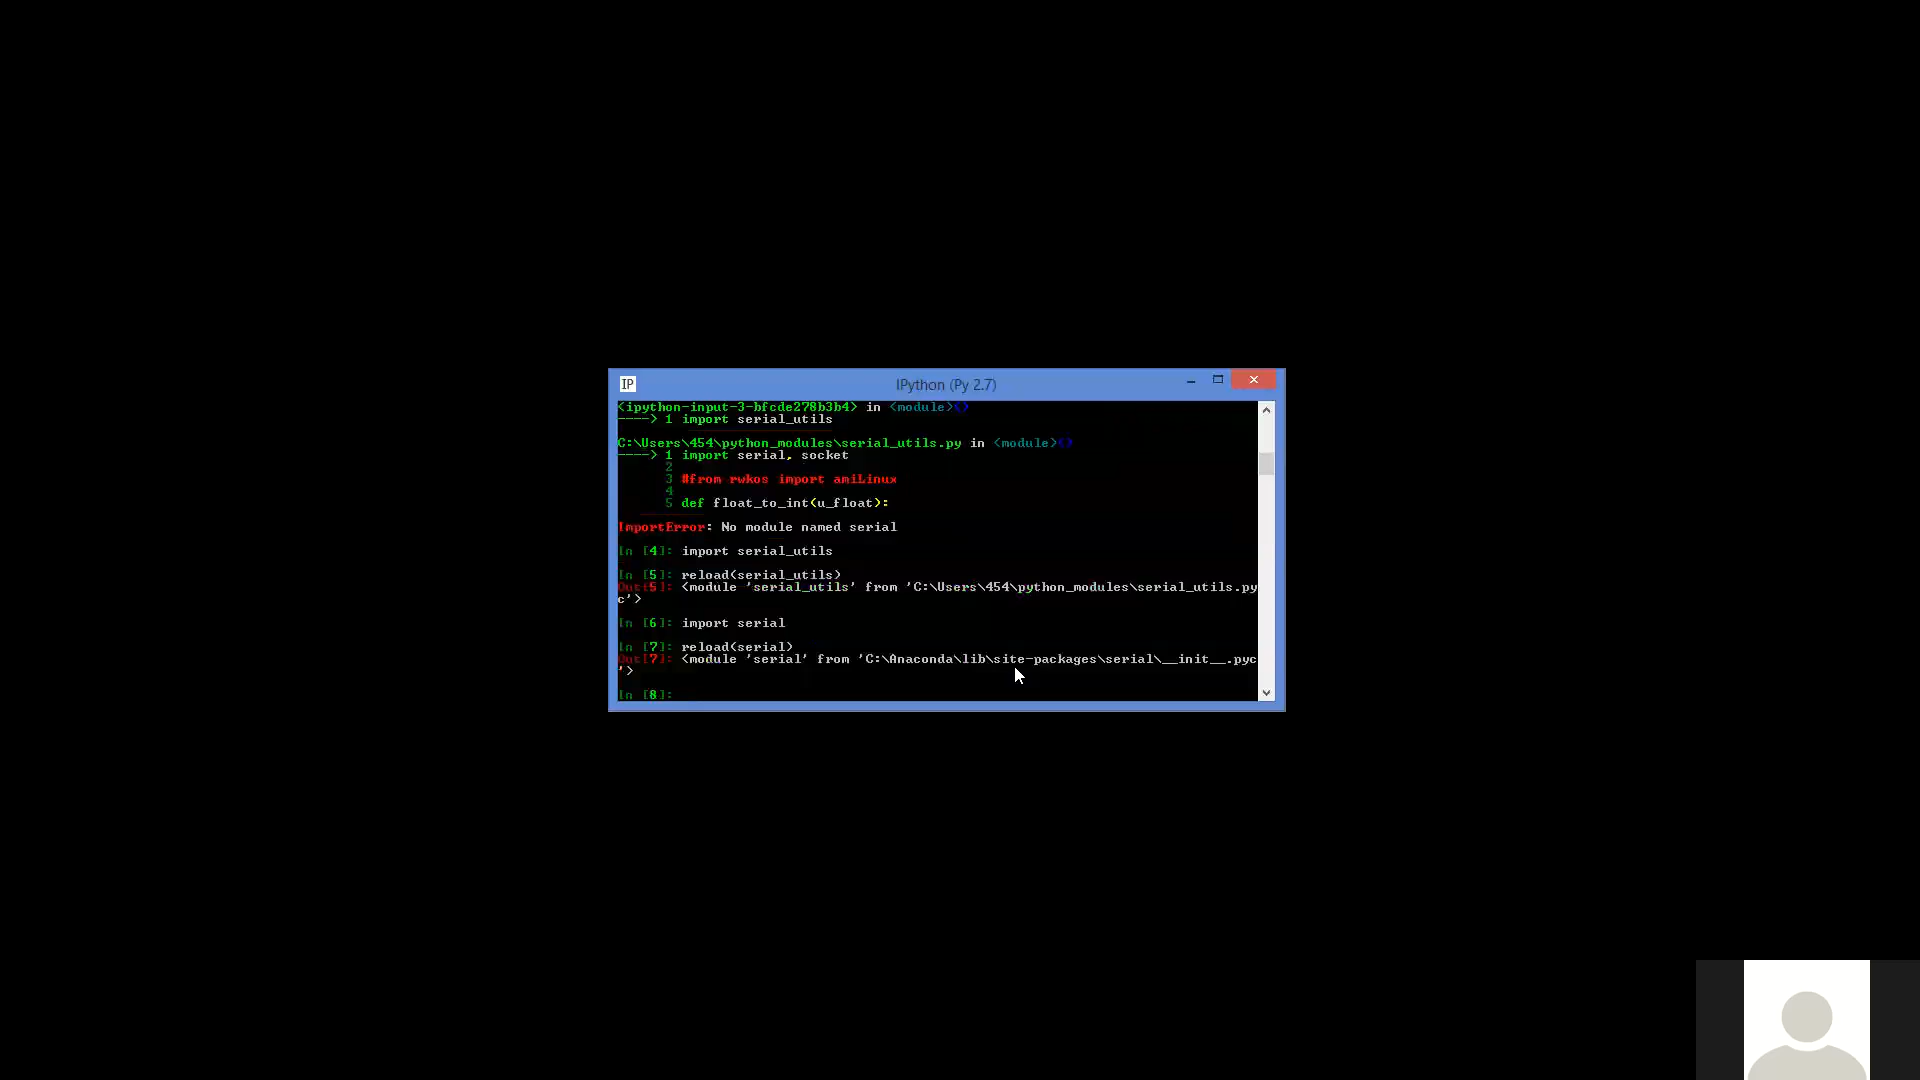 IP
IPython (Py 2.7)
<ipython-input-3-bfcde278b3b4> in <module>()
----> 1 import serial_utils
C:\Users\454\python_modules\serial_utils.py in <module>()
----> 1 import serial, socket
2
3 #from rwkos import amiLinux
4
5 def float_to_int(u_float):
ImportError: No module named serial
In [4]: import serial_utils
In [5]: reload(serial_utils)
Out[5]: <module 'serial_utils' from 'C:\Users\454\python_modules\serial_utils.py
c'>
In [6]: import serial
In [7]: reload(serial)
Out[7]: <module 'serial' from 'C:\Anaconda\lib\site-packages\serial\__init__.pyc
'>
In [8]: